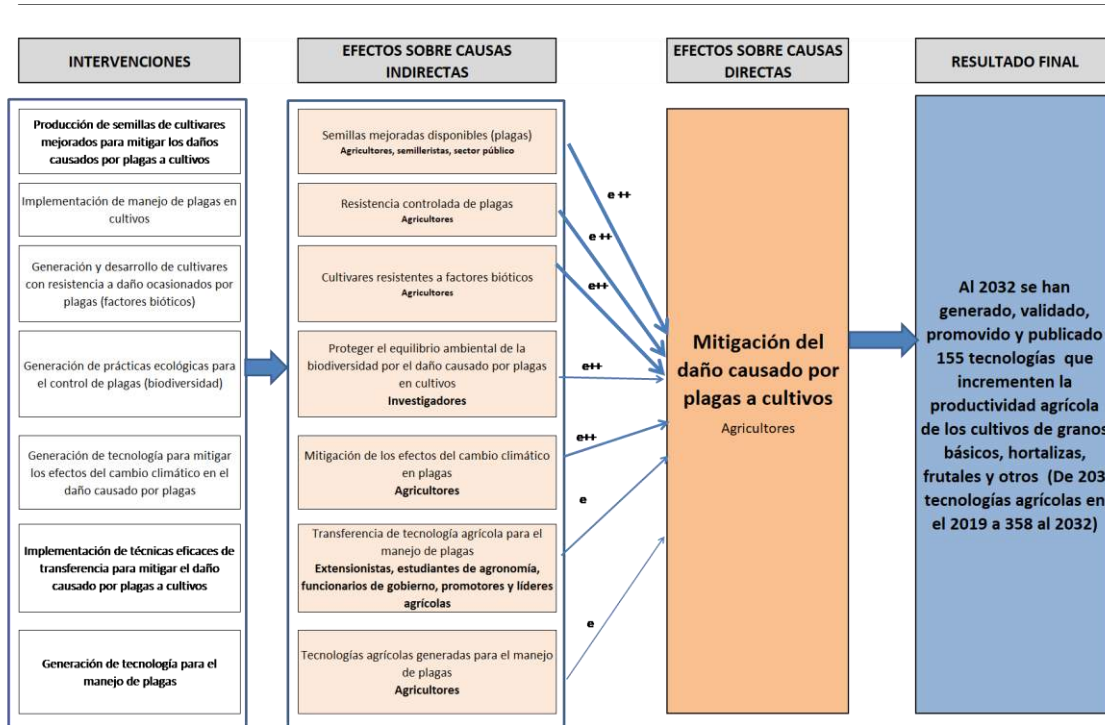 INTERVENCIONES
EFECTOS SOBRE CAUSAS
INDIRECTAS
EFECTOS SOBRE CAUSAS
DIRECTAS
RESULTADO FINAL
Producción de semillas de cultivares
mejorados para mitigar los daños
causados por plagas a cultivos
Implementación de manejo de plagas en
cultivos
Generación y desarrollo de cultivares
con resistencia a daño ocasionados por
plagas (factores bióticos)
Generación de prácticas ecológicas para
el control de plagas (biodiversidad)
Generación de tecnología para mitigar
los efectos del cambio climático en el
daño causado por plagas
Implementación de técnicas eficaces de
transferencia para mitigar el daño
causado por plagas a cultivos
Generación de tecnología para el
manejo de plagas
Semillas mejoradas disponibles (plagas)
Agricultores, semilleristas, sector público
Resistencia controlada de plagas
Agricultores
Cultivares resistentes a factores bióticos
Agricultores
Proteger el equilibrio ambiental de la
biodiversidad por el daño causado por plagas
en cultivos
Investigadores
Mitigación de los efectos del cambio climático
en plagas
Agricultores
Transferencia de tecnología agrícola para el
manejo de plagas
Extensionistas, estudiantes de agronomía,
funcionarios de gobierno, promotores y líderes
agrícolas
Tecnologías agrícolas generadas para el manejo
de plagas
Agricultores
e ++
e ++
e++
e++
e++
e
e
Mitigación del
daño causado por
plagas a cultivos
Agricultores
Al 2032 se han
generado, validado,
promovido y publicado
155 tecnologías que
incrementen la
productividad agrícola
de los cultivos de granos
básicos, hortalizas,
frutales y otros (De 203
tecnologías agrícolas en
el 2019 a 358 al 2032)